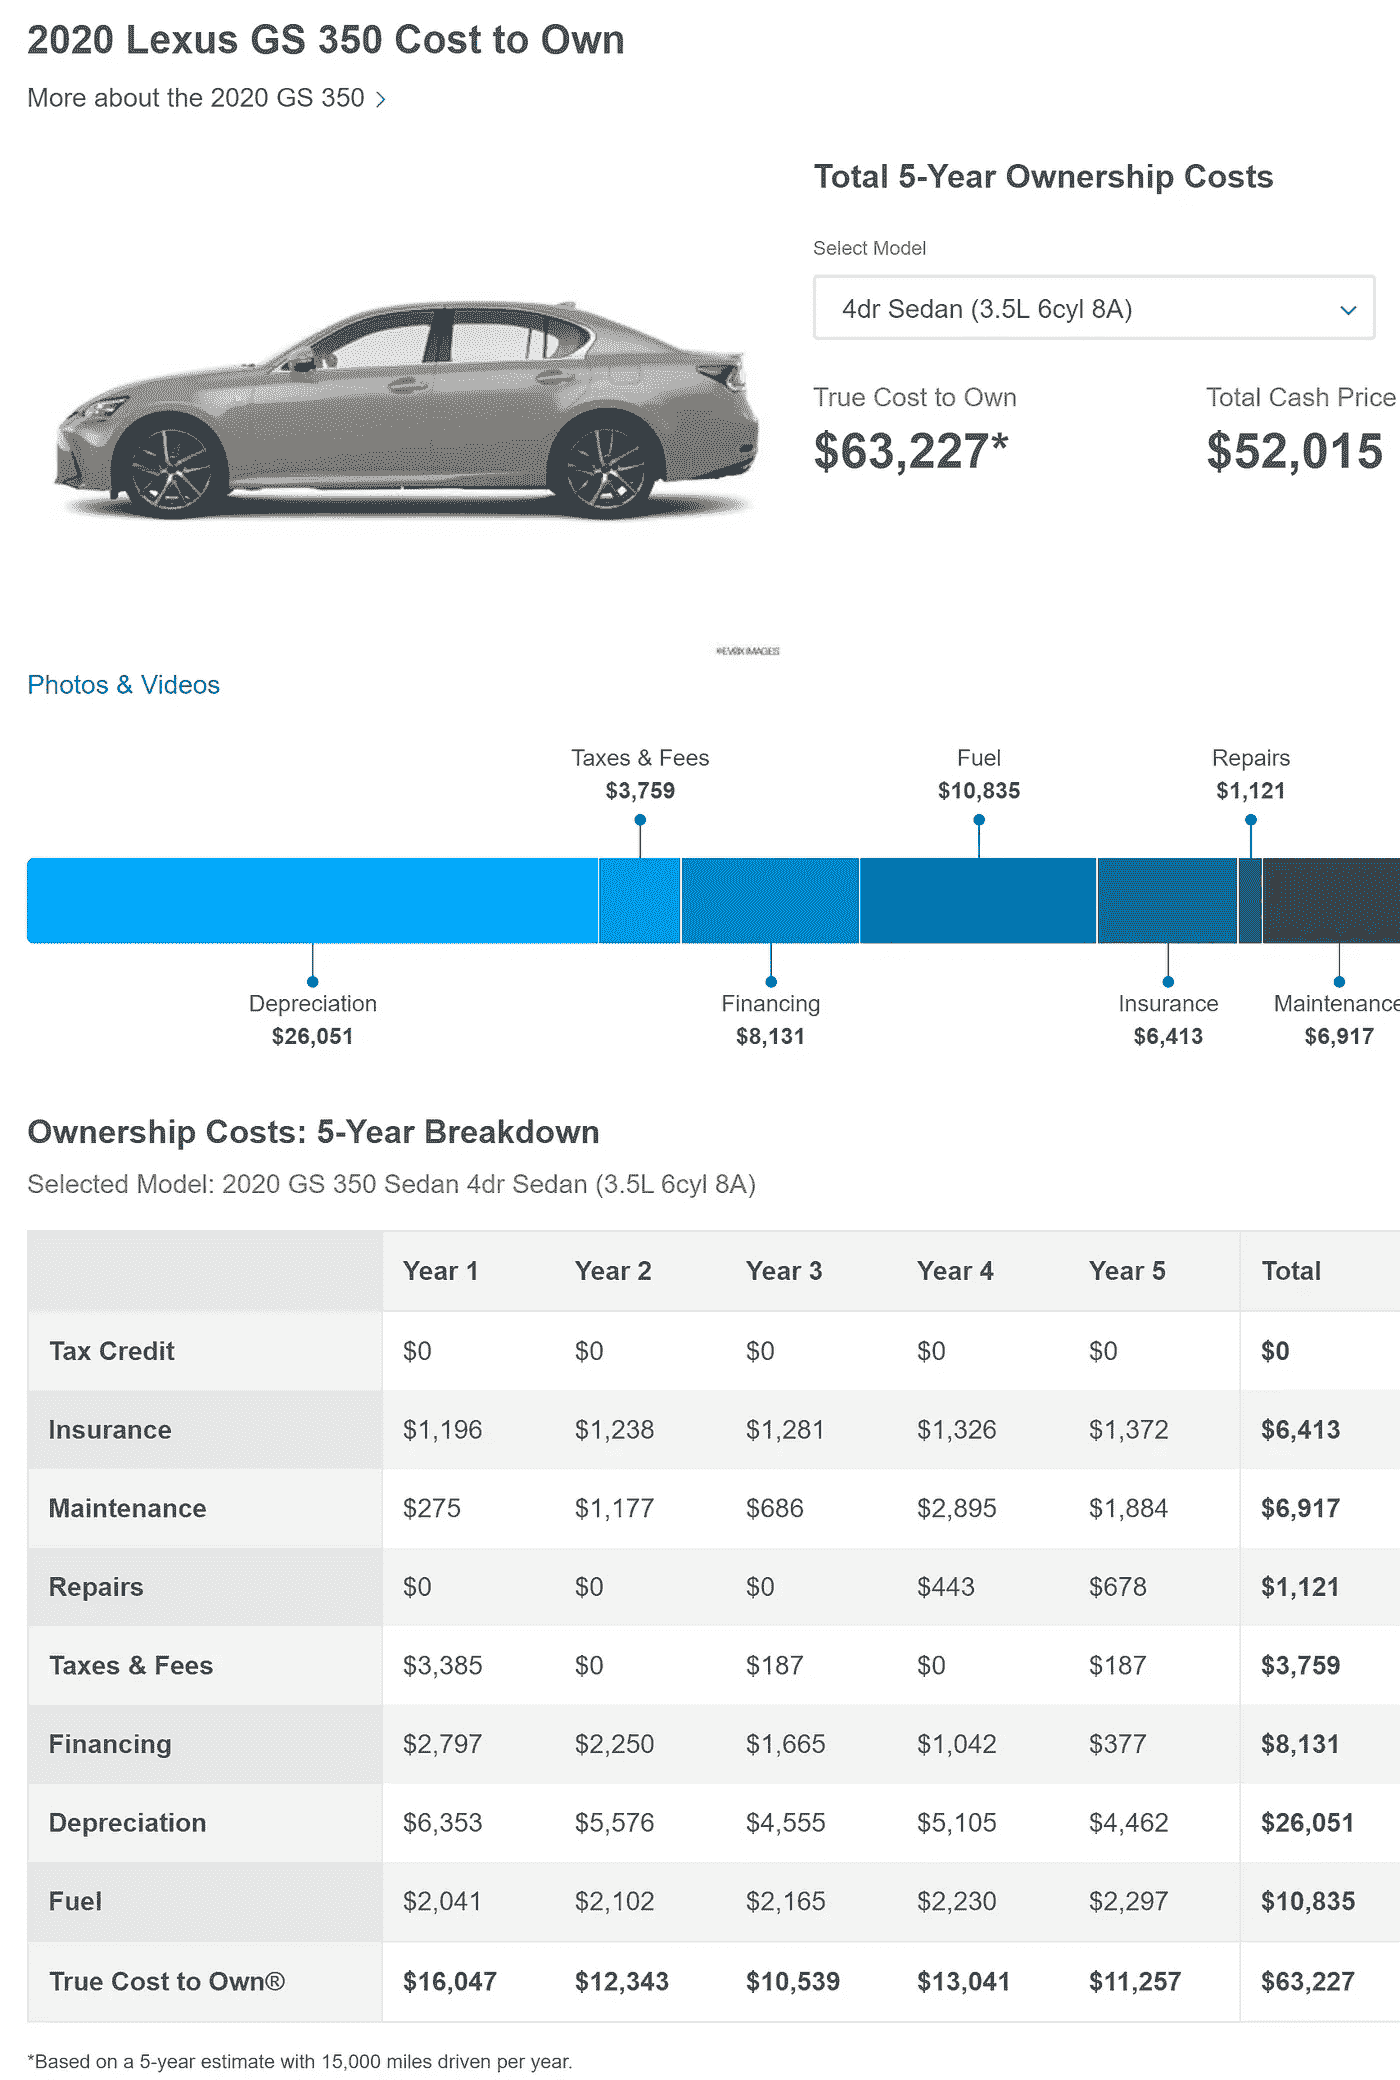 2020 Lexus GS 350 Cost to Own
More about the 2020 GS 350 >
Total 5-Year Ownership Costs
Select Model
4dr Sedan (3.5L 6cyl 8A)
True Cost to Own
$63,227*
Total Cash Price
$52,015
©EVOX IMAGES
Photos & Videos
Taxes & Fees
$3,759
Fuel
$10,835
Repairs
$1,121
Depreciation
$26,051
Financing
$8,131
Insurance
$6,413
Maintenance
$6,917
Ownership Costs: 5-Year Breakdown
Selected Model: 2020 GS 350 Sedan 4dr Sedan (3.5L 6cyl 8A)
Year 1 Year 2 Year 3 Year 4 Year 5 Total
Tax Credit $0 $0 $0 $0 $0 $0
Insurance $1,196 $1,238 $1,281 $1,326 $1,372 $6,413
Maintenance $275 $1,177 $686 $2,895 $1,884 $6,917
Repairs $0 $0 $0 $443 $678 $1,121
Taxes & Fees $3,385 $0 $187 $0 $187 $3,759
Financing $2,797 $2,250 $1,665 $1,042 $377 $8,131
Depreciation $6,353 $5,576 $4,555 $5,105 $4,462 $26,051
Fuel $2,041 $2,102 $2,165 $2,230 $2,297 $10,835
True Cost to Own® $16,047 $12,343 $10,539 $13,041 $11,257 $63,227
*Based on a 5-year estimate with 15,000 miles driven per year.